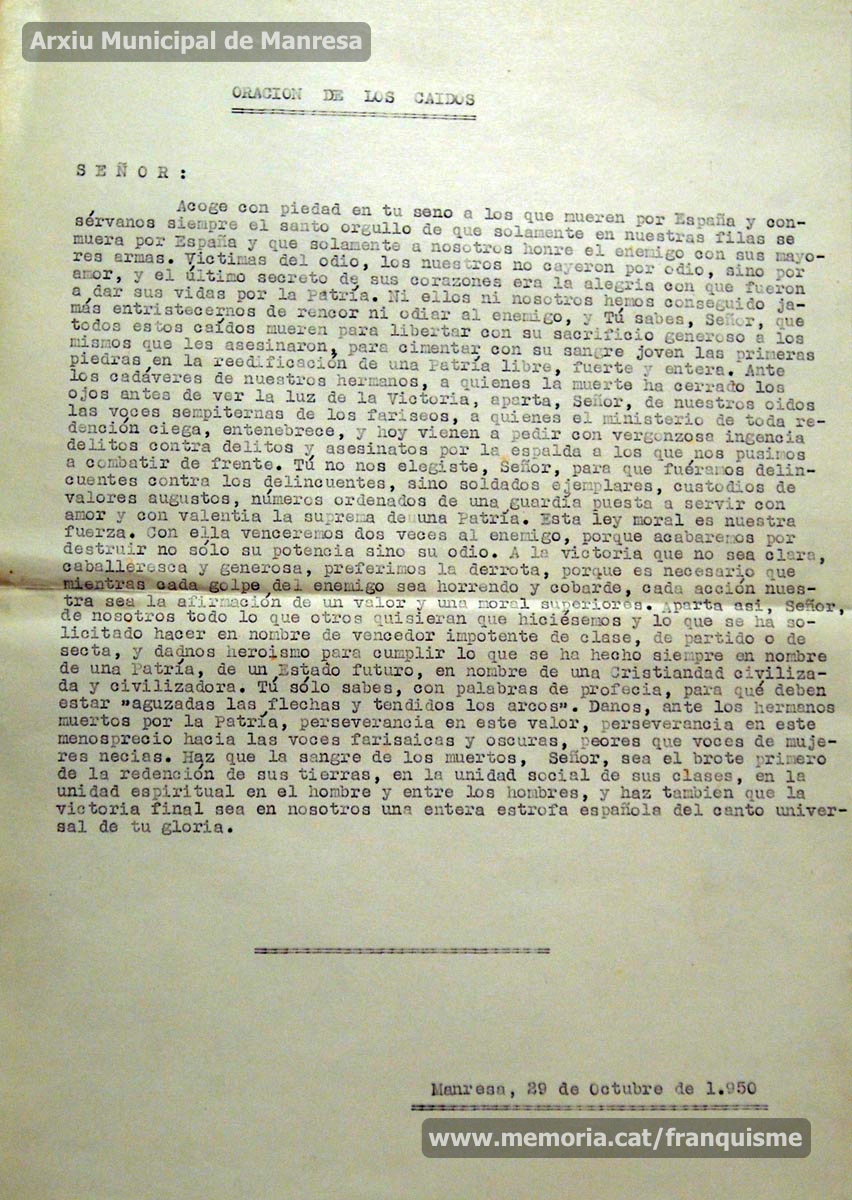 Arxiu Municipal de Manresa
ORACION DE LOS CAIDOS
SEÑOR:
Acoge con piedad en tu seno a los que mueren por España y con-
sérvanos siempre el santo orgullo de que solamente en nuestras filas se
muera por España y que solamente a nosotros honre el enemigo con sus mayo-
res armas. Víctimas del odio, los nuestros no cayeron por odio, sino por
amor, y el último secreto de sus corazones era la alegría con que fueron
a dar sus vidas por la Patría. Ni ellos ni nosotros hemos conseguido ja-
más entristecernos de rencor ni odiar al enemigo, y Tú sabes, Señor, que
todos estos caídos mueren para libertar con su sacrificio generoso a los
mismos que les asesinaron, para cimentar con su sangre joven las primeras
piedras en la reedificación de una Patría libre, fuerte y entera. Ante
los cadáveres de nuestros hermanos, a quienes la muerte ha cerrado los
ojos antes de ver la luz de la Victoria, aparta, Señor, de nuestros oidos
las voces sempiternas de los fariseos, a quienes el ministerio de toda re-
dención ciega, entenebrece, y hoy vienen a pedir con vergonzosa ingencia
delitos contra delitos y asesinatos por la espalda a los que nos pusimos
a combatir de frente. Tú no nos elegiste, Señor, para que fuéramos delin-
cuentes contra los delincuentes, sino soldados ejemplares, custodios de
valores augustos, números ordenados de una guardia puesta a servir con
amor y con valentia la suprema de una Patría. Esta ley moral es nuestra
fuerza. Con ella venceremos dos veces al enemigo, porque acabaremos por
destruir no sólo su potencia sino su odio. A la victoria que no sea clara,
caballeresca y generosa, preferimos la derrota, porque es necesario que
mientras cada golpe del enemigo sea horrendo y cobarde, cada acción nues-
tra sea la afirmación de un valor y una moral superiores. Aparta asi, Señor,
de nosotros todo lo que otros quisieran que hiciésemos y lo que se ha so-
licitado hacer en nombre de vencedor impotente de clase, de partido o de
secta, y dadnos heroismo para cumplir lo que se ha hecho siempre en nombre
de una Patría, de un Estado futuro, en nombre de una Cristiandad civiliza-
da y civilizadora. Tú sólo sabes, con palabras de profecia, para qué deben
estar "aguzadas las flechas y tendidos los arcos". Danos, ante los hermanos
muertos por la Patría, perseverancia en este valor, perseverancia en este
menosprecio hacia las voces farisaicas y oscuras, peores que voces de muje-
res necias. Haz que la sangre de los muertos, Señor, sea el brote primero
de la redención de sus tierras, en la unidad social de sus clases, en la
unidad espiritual en el hombre y entre los hombres, y haz tambien que la
victoria final sea en nosotros una entera estrofa española del canto univer-
sal de tu gloria.
Manresa, 29 de Octubre de 1.950
www.memoria.cat/franquisme